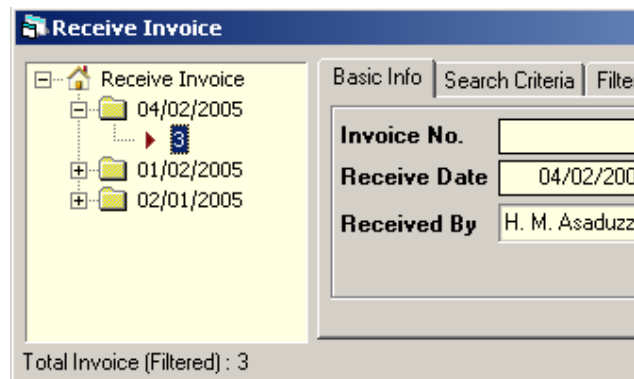 Receive Invoice
Receive Invoice
04/02/2005
3
01/02/2005
02/01/2005
Total Invoice (Filtered) : 3
Basic Info Search Criteria Filte
Invoice No.
Receive Date 04/02/200
Received By H. M. Asaduzz